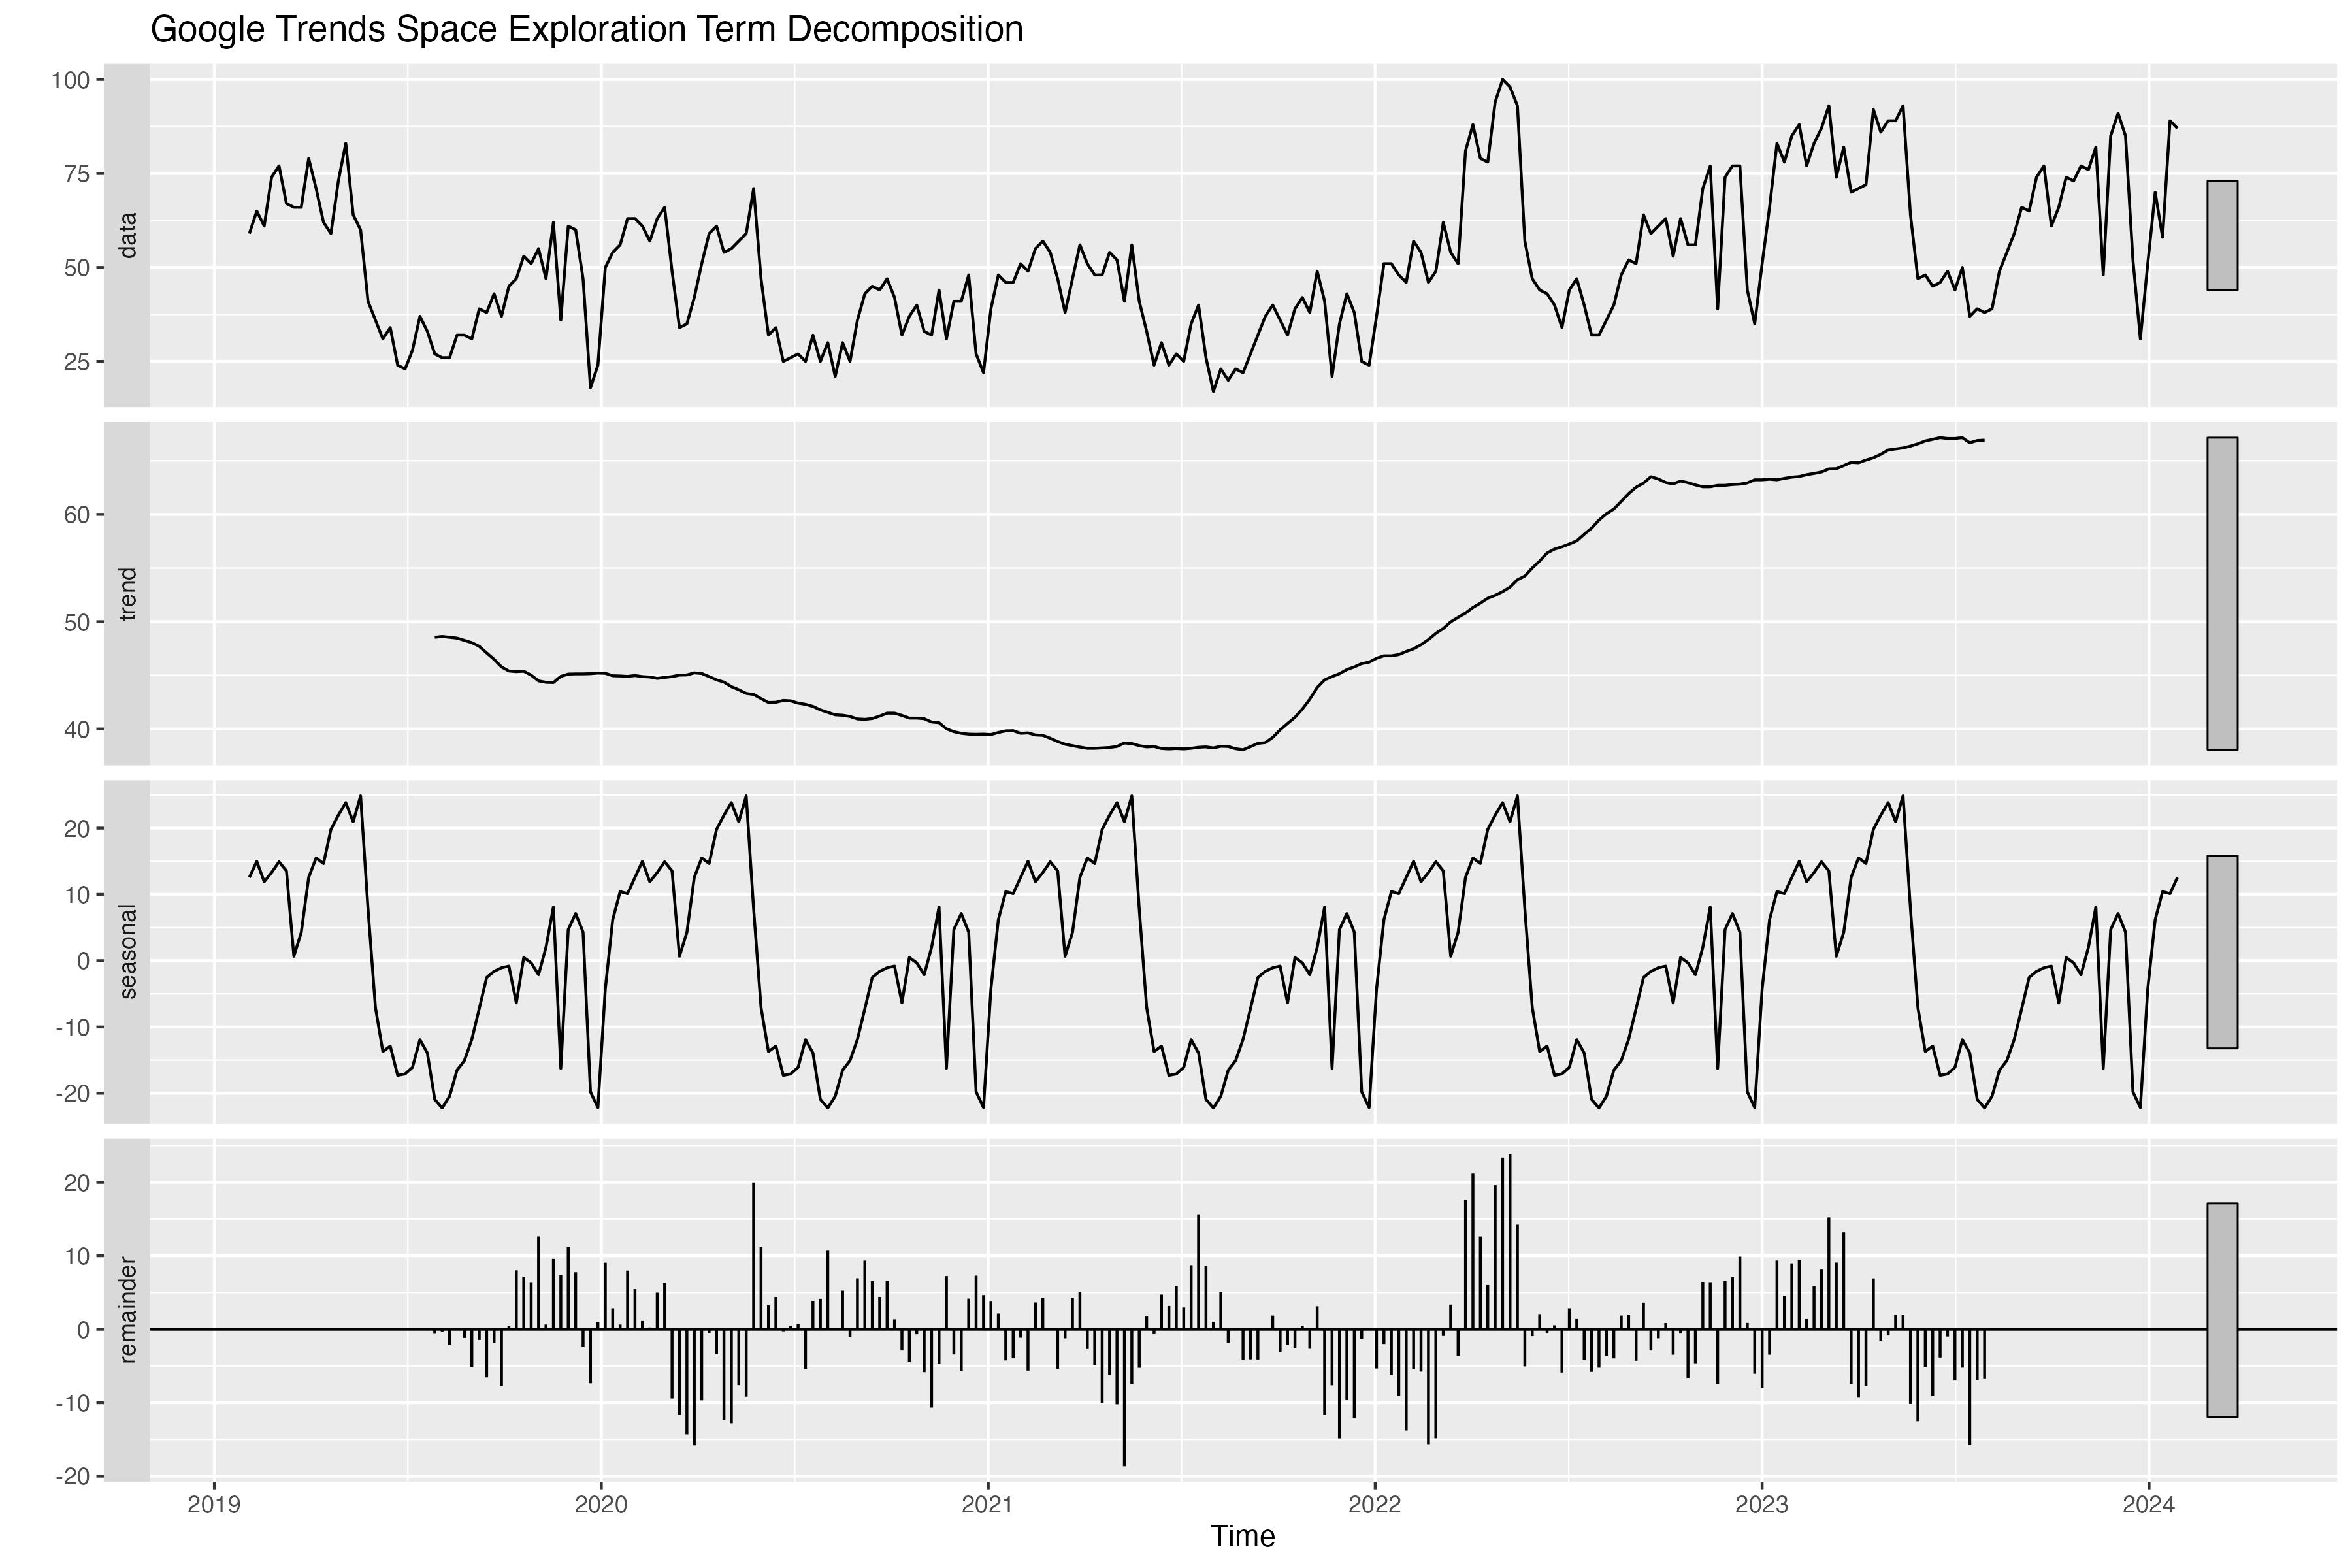 Google Trends Space Exploration Term Decomposition
data
100
75
50
25
trend
60
50
40
seasonal
20
10
0
-10
-20
remainder
20
10
0
-10
-20
2019 2020 2021 2022 2023 2024
Time